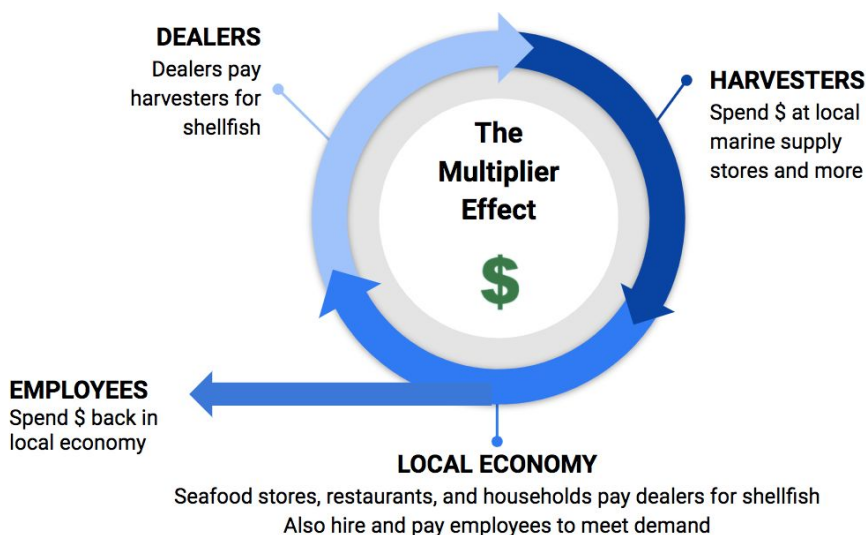 DEALERS
Dealers pay
harvesters for
shellfish
The
Multiplier
Effect
$
HARVESTERS
Spend $ at local
marine supply
stores and more
EMPLOYEES
Spend $ back in
local economy
LOCAL ECONOMY
Seafood stores, restaurants, and households pay dealers for shellfish
Also hire and pay employees to meet demand